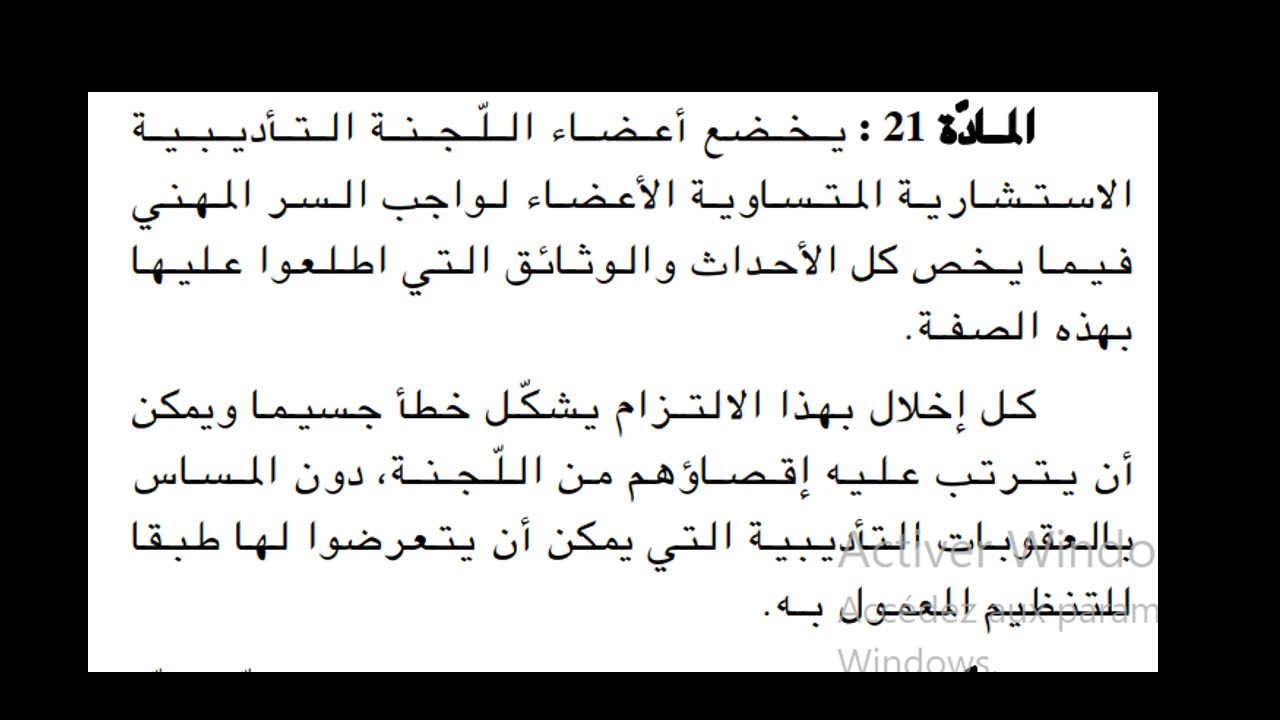 المادّة 21 : يخضع أعضاء اللّجنة التأديبية
الاستشارية المتساوية الأعضاء لواجب السر المهني
فيما يخص كل الأحداث والوثائق التي اطلعوا عليها
بهذه الصفة.
كل إخلال بهذا الالتزام يشكّل خطأ جسيما ويمكن
أن يترتب عليه إقصاؤهم من اللّجنة، دون المساس
بالعقوبات التأديبية التي يمكن أن يتعرضوا لها طبقا
للتنظيم المعمول به.
Activer Windo
Accédez aux param
Windows.